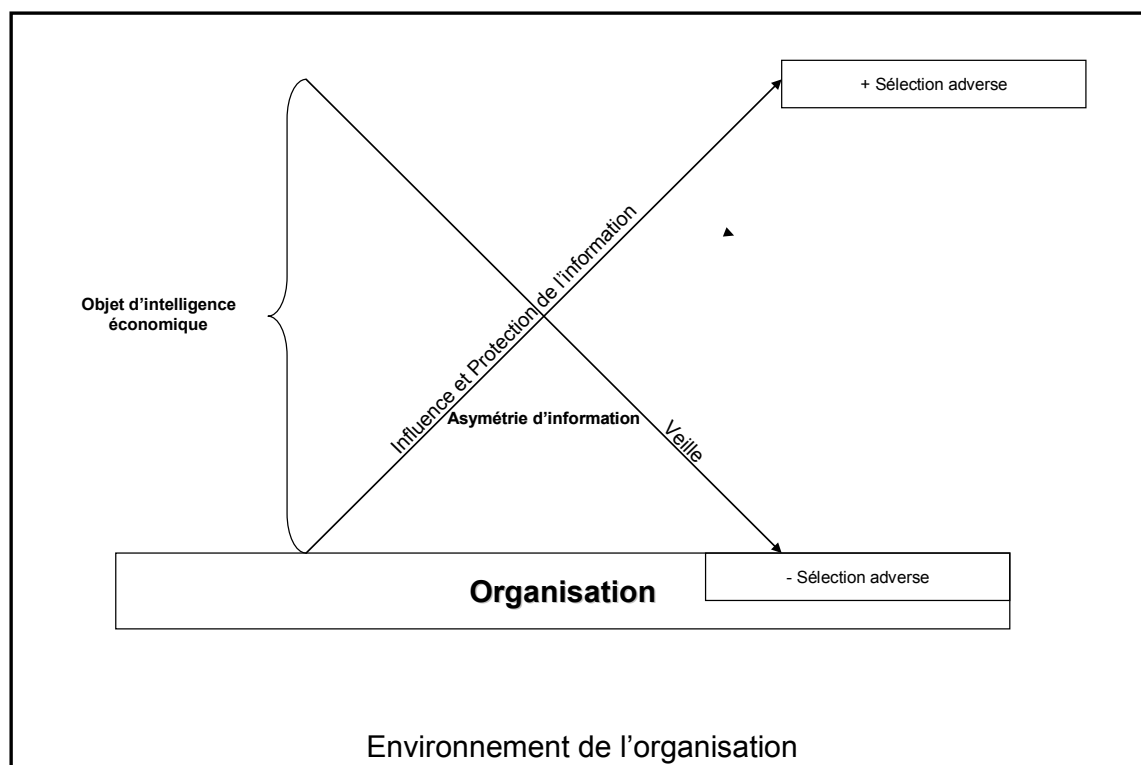 + Sélection adverse
Influence et Protection de l'information
Objet d'intelligence
économique
Asymétrie d'information
Veille
- Sélection adverse
Organisation
Environnement de l'organisation